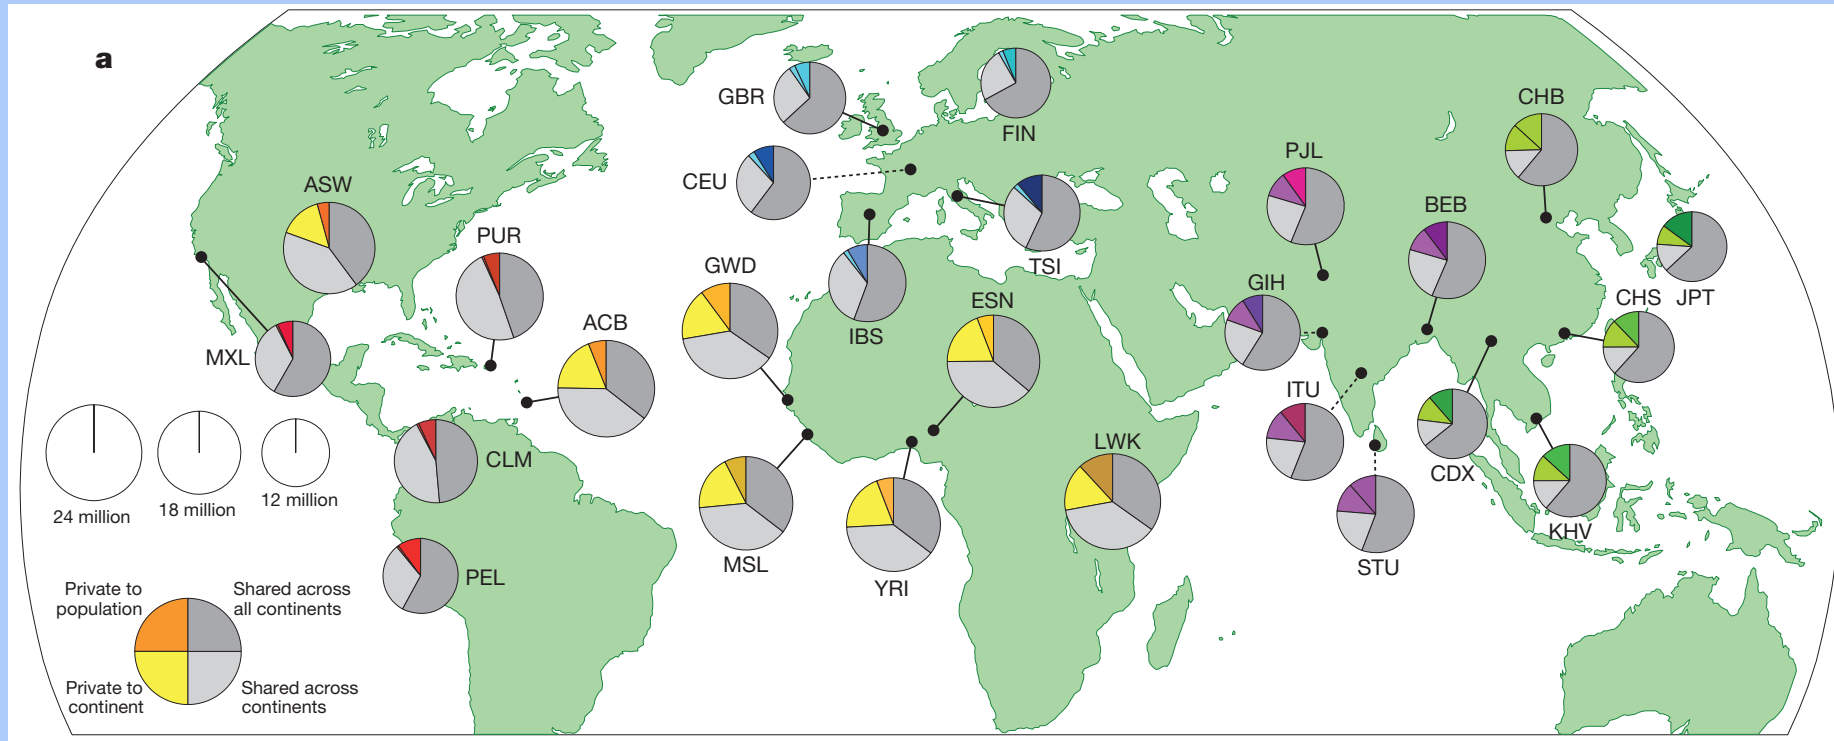 a
GBR
FIN
CHB
CEU
PJL
ASW
BEB
PUR
GWD
TSI
GIH
CHS
JPT
ESN
ACB
IBS
MXL
ITU
LWK
CLM
CDX
24 million
18 million
12 million
KHV
MSL
STU
PEL
YRI
Private to
population
Shared across
all continents
Private to
continent
Shared across
continents